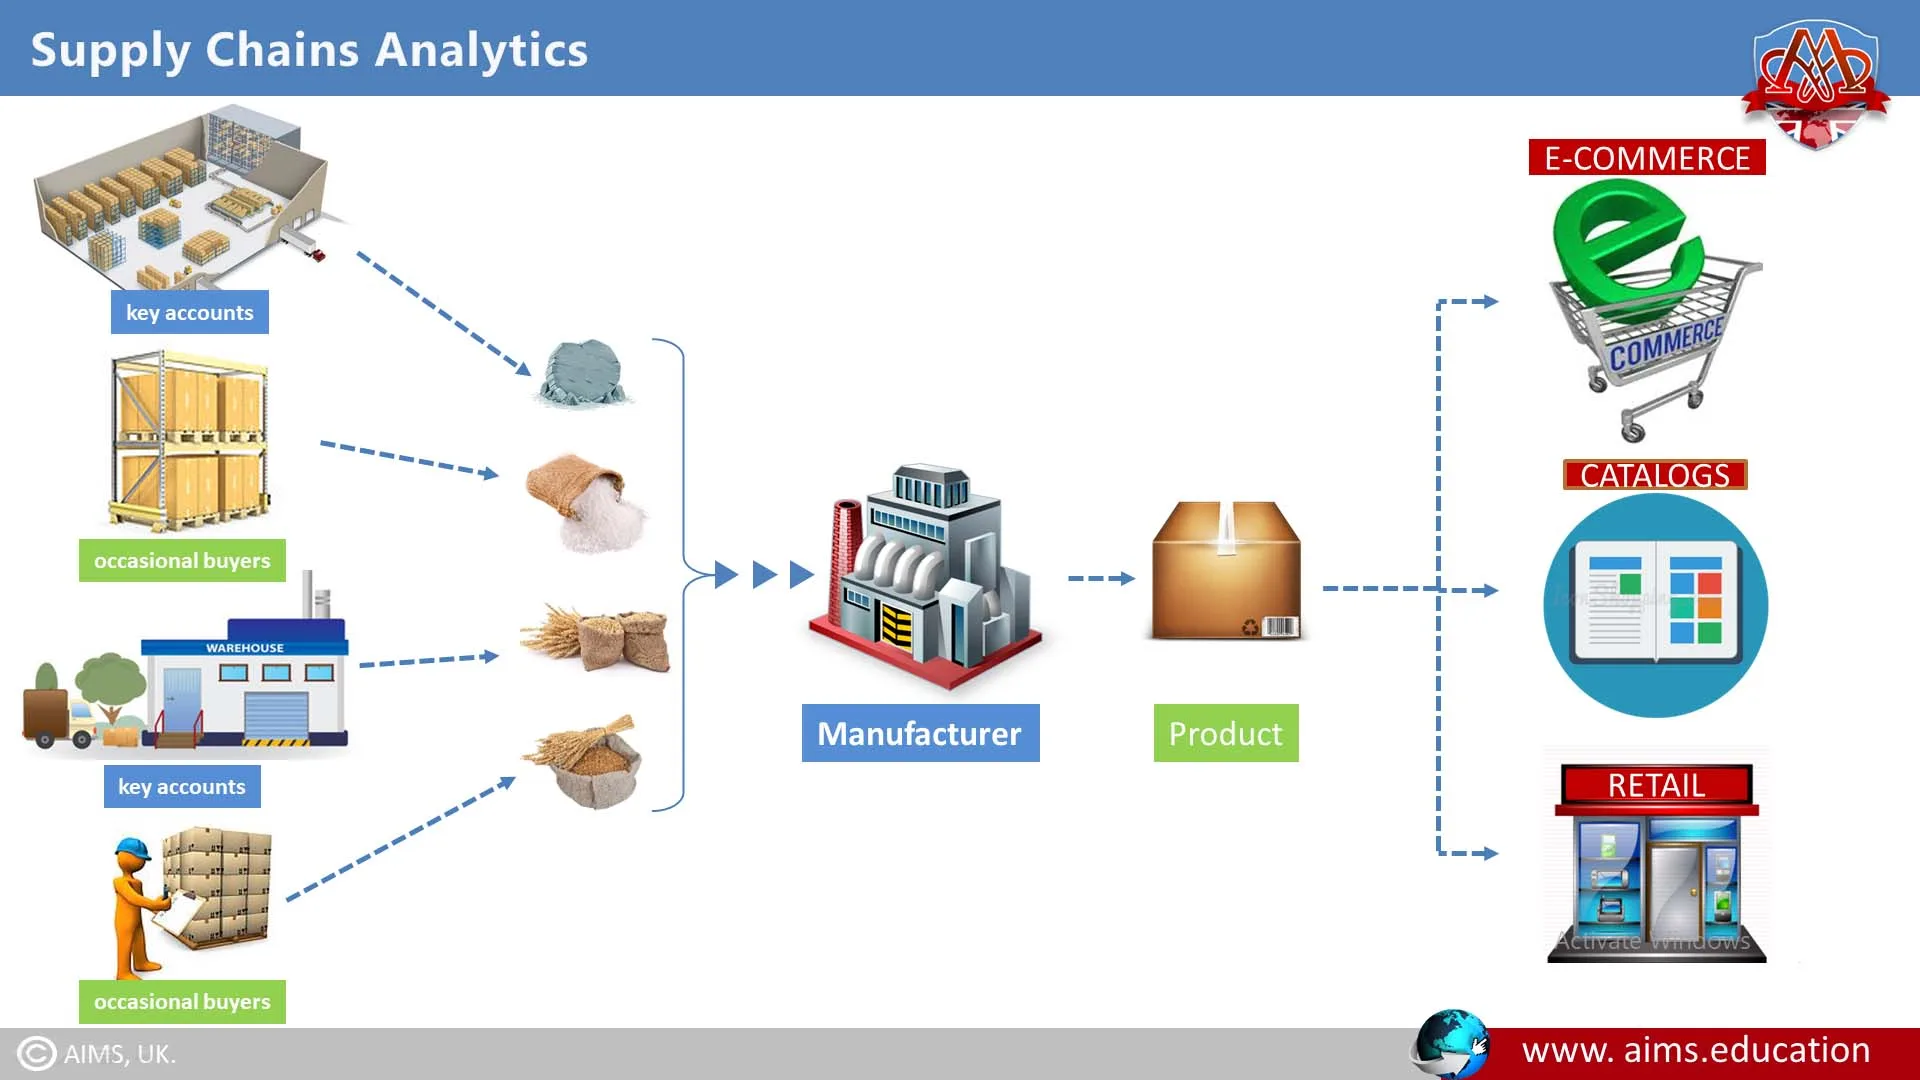 Supply Chains Analytics
key accounts
occasional buyers
WAREHOUSE
key accounts
occasional buyers
Manufacturer
Product
E-COMMERCE
e
COMMERCE
CATALOGS
RETAIL
Activate Windows
© AIMS, UK.
www. aims.education